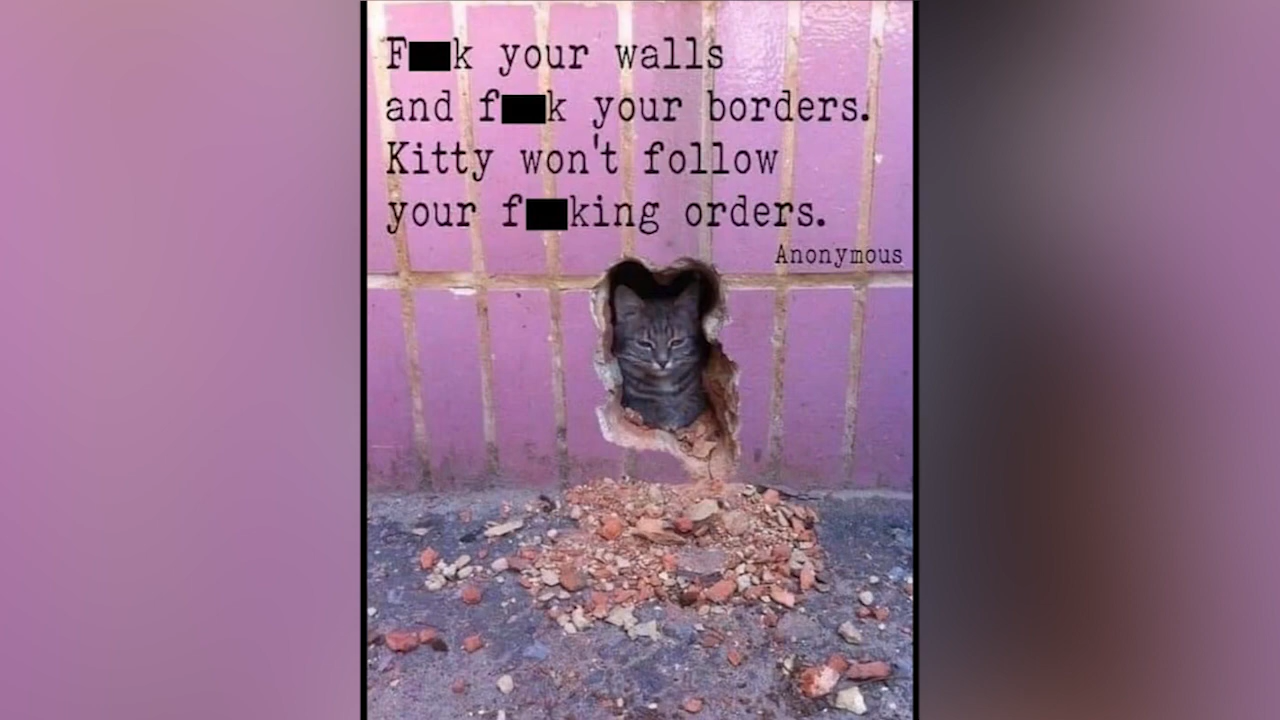 F██k your walls
and f██k your borders.
Kitty won't follow
your f██king orders.
Anonymous